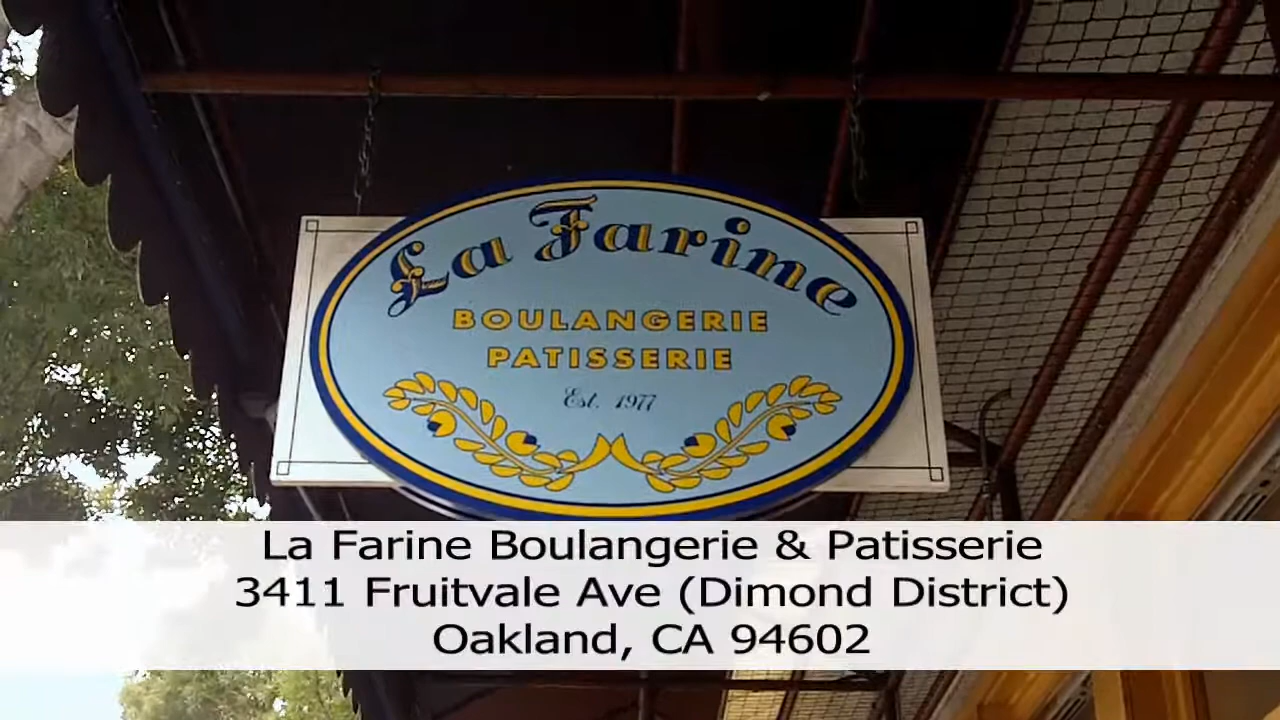 La Farine
BOULANGERIE
PATISSERIE
Est. 1977
La Farine Boulangerie & Patisserie
3411 Fruitvale Ave (Dimond District)
Oakland, CA 94602